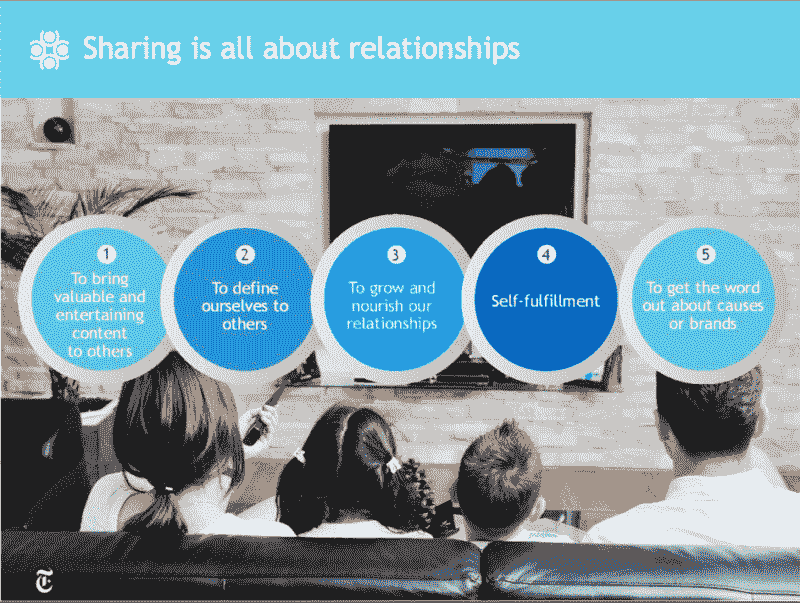 Sharing is all about relationships
1
To bring
valuable and
entertaining
content
to others
2
To define
ourselves to
others
3
To grow and
nourish our
relationships
4
Self-fulfillment
5
To get the word
out about causes
or brands
T